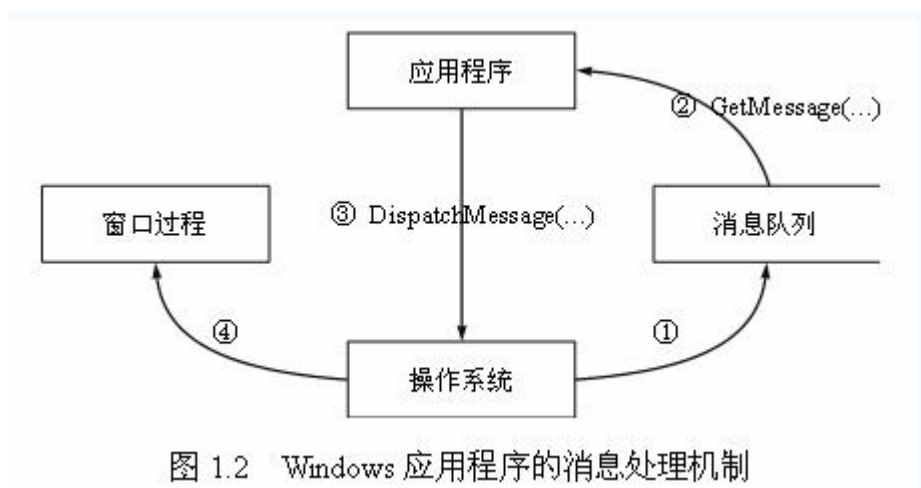 应用程序
② GetMessage(...)
窗口过程
③ DispatchMessage(...)
消息队列
④
①
操作系统
图 1.2 Windows 应用程序的消息处理机制